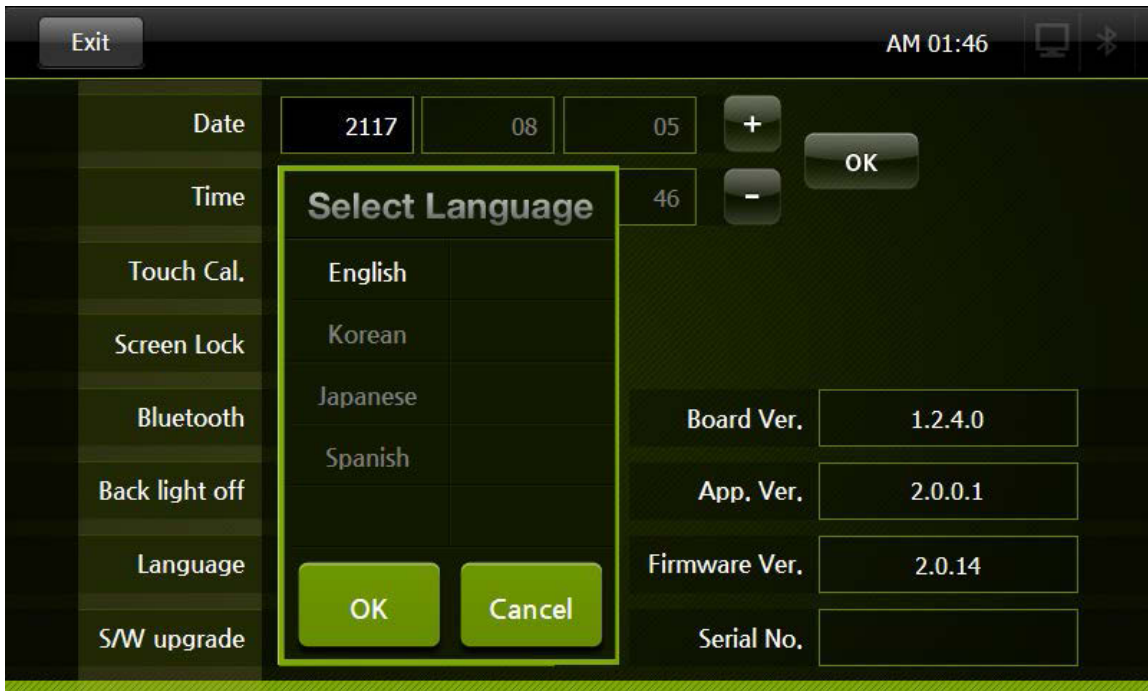 Exit AM 01:46
Date 2117 08 05 +
OK
Time 46 -
Select Language
Touch Cal. English
Screen Lock Korean
Japanese
Bluetooth Board Ver. 1.2.4.0
Spanish
Back light off App. Ver. 2.0.0.1
Language Firmware Ver. 2.0.14
OK Cancel
S/W upgrade Serial No.